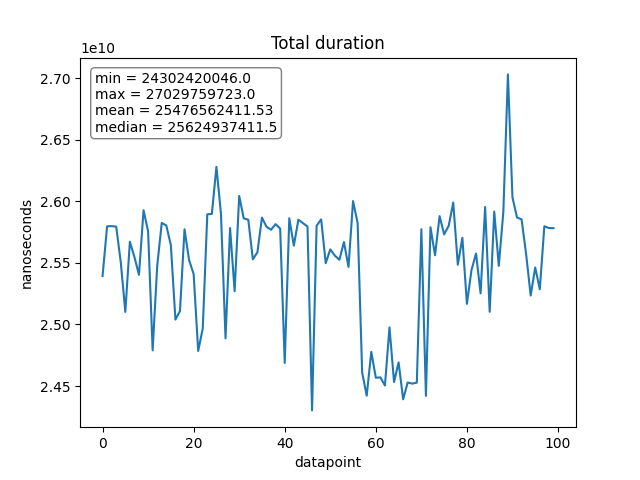 Total duration
1e10
min = 24302420046.0
max = 27029759723.0
mean = 25476562411.53
median = 25624937411.5
2.70
2.65
2.60
2.55
2.50
2.45
nanoseconds
0 20 40 60 80 100
datapoint